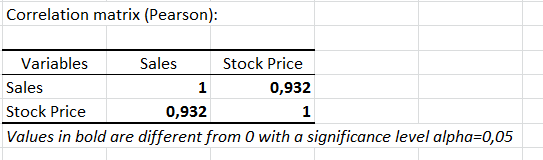 Correlation matrix (Pearson):
Variables Sales Stock Price
Sales 1 0,932
Stock Price 0,932 1
Values in bold are different from 0 with a significance level alpha=0,05